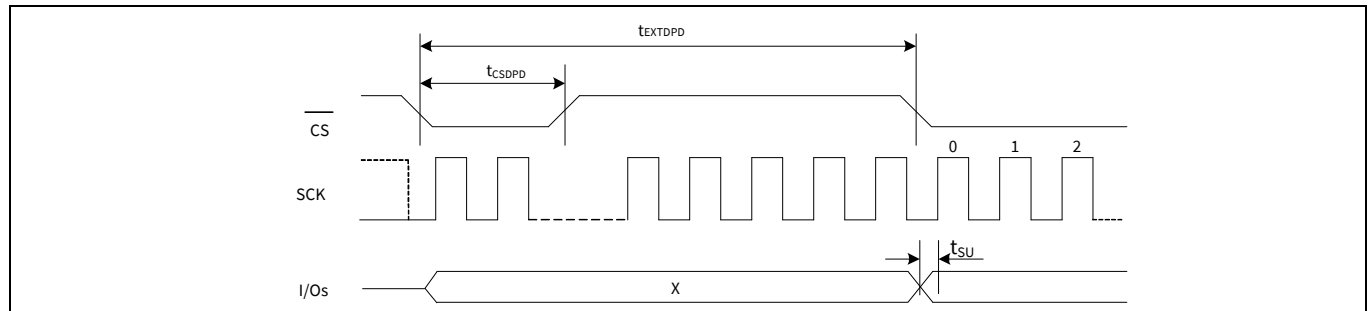 tEXTDPD
tCSDPD
CS
0 1 2
SCK
tSU
I/Os
X